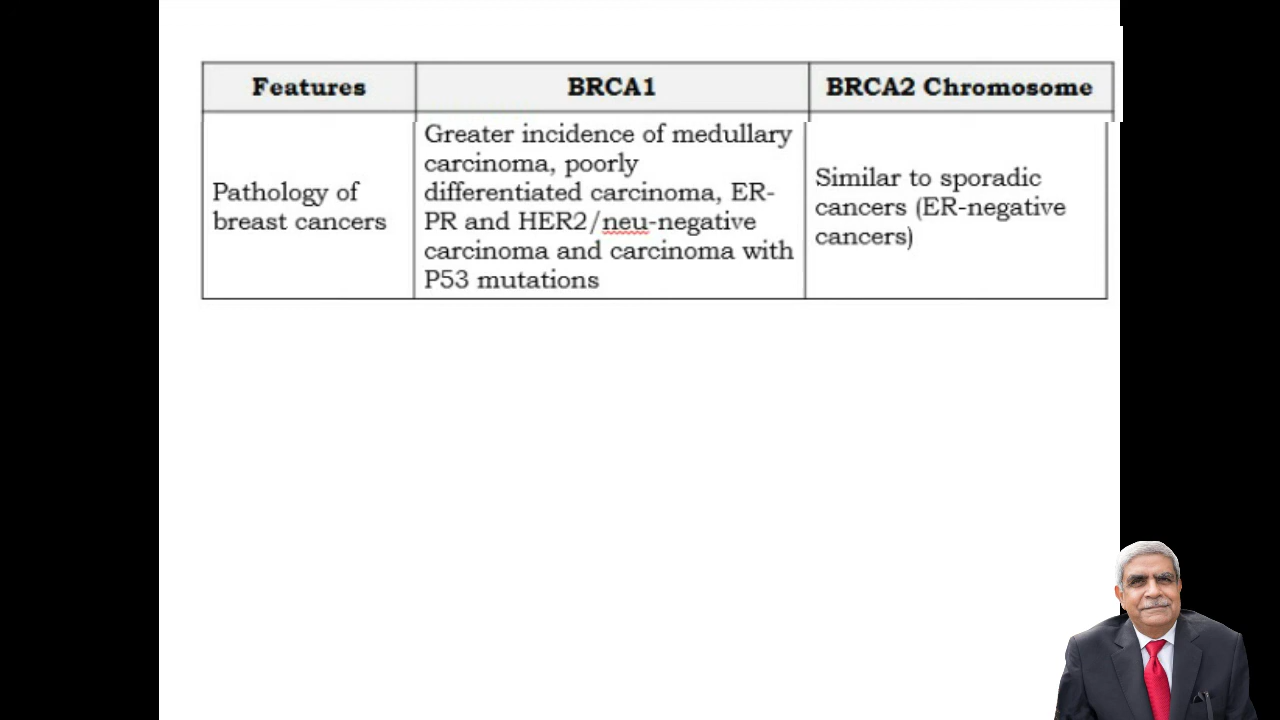 Features BRCA1 BRCA2 Chromosome
Pathology of
breast cancers
Greater incidence of medullary
carcinoma, poorly
differentiated carcinoma, ER-
PR and HER2/neu-negative
carcinoma and carcinoma with
P53 mutations
Similar to sporadic
cancers (ER-negative
cancers)